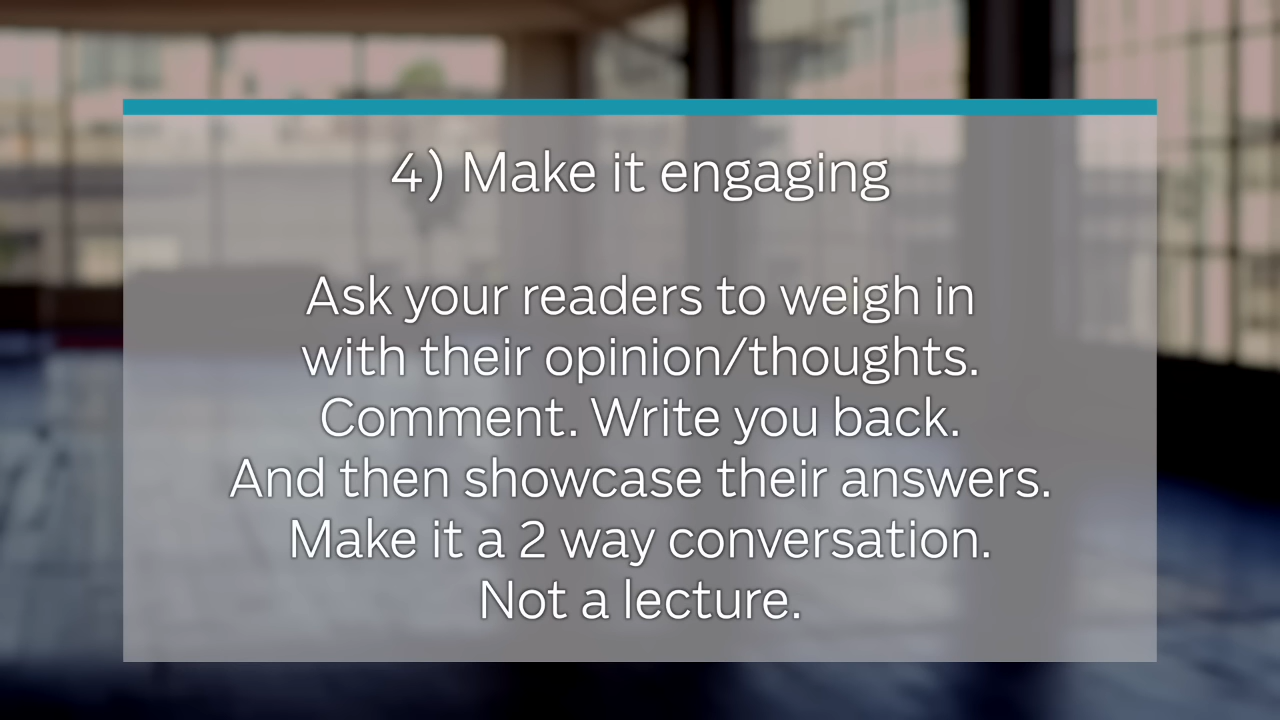 4) Make it engaging
Ask your readers to weigh in
with their opinion/thoughts.
Comment. Write you back.
And then showcase their answers.
Make it a 2 way conversation.
Not a lecture.